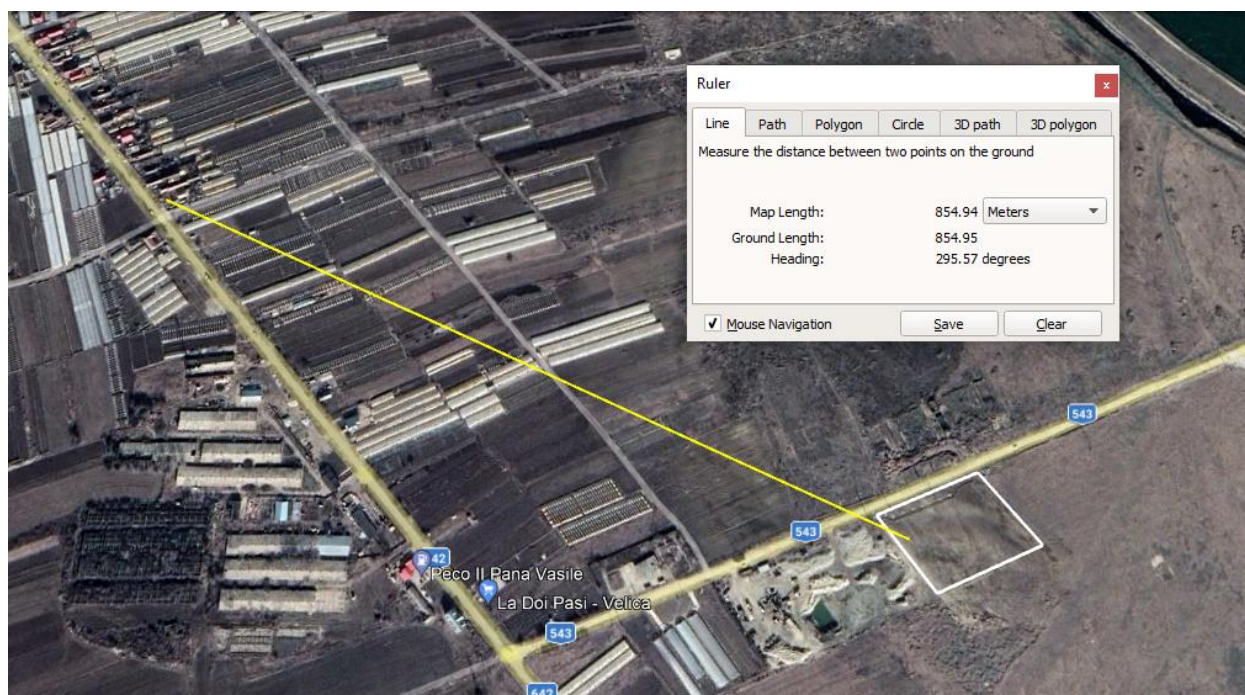 Ruler
x
Line Path Polygon Circle 3D path 3D polygon
Measure the distance between two points on the ground
Map Length: 854.94 Meters
Ground Length: 854.95
Heading: 295.57 degrees
Mouse Navigation Save Clear
543
543
42
Peco Il Pana Vasile
La Doi Pasi - Velica
543
642